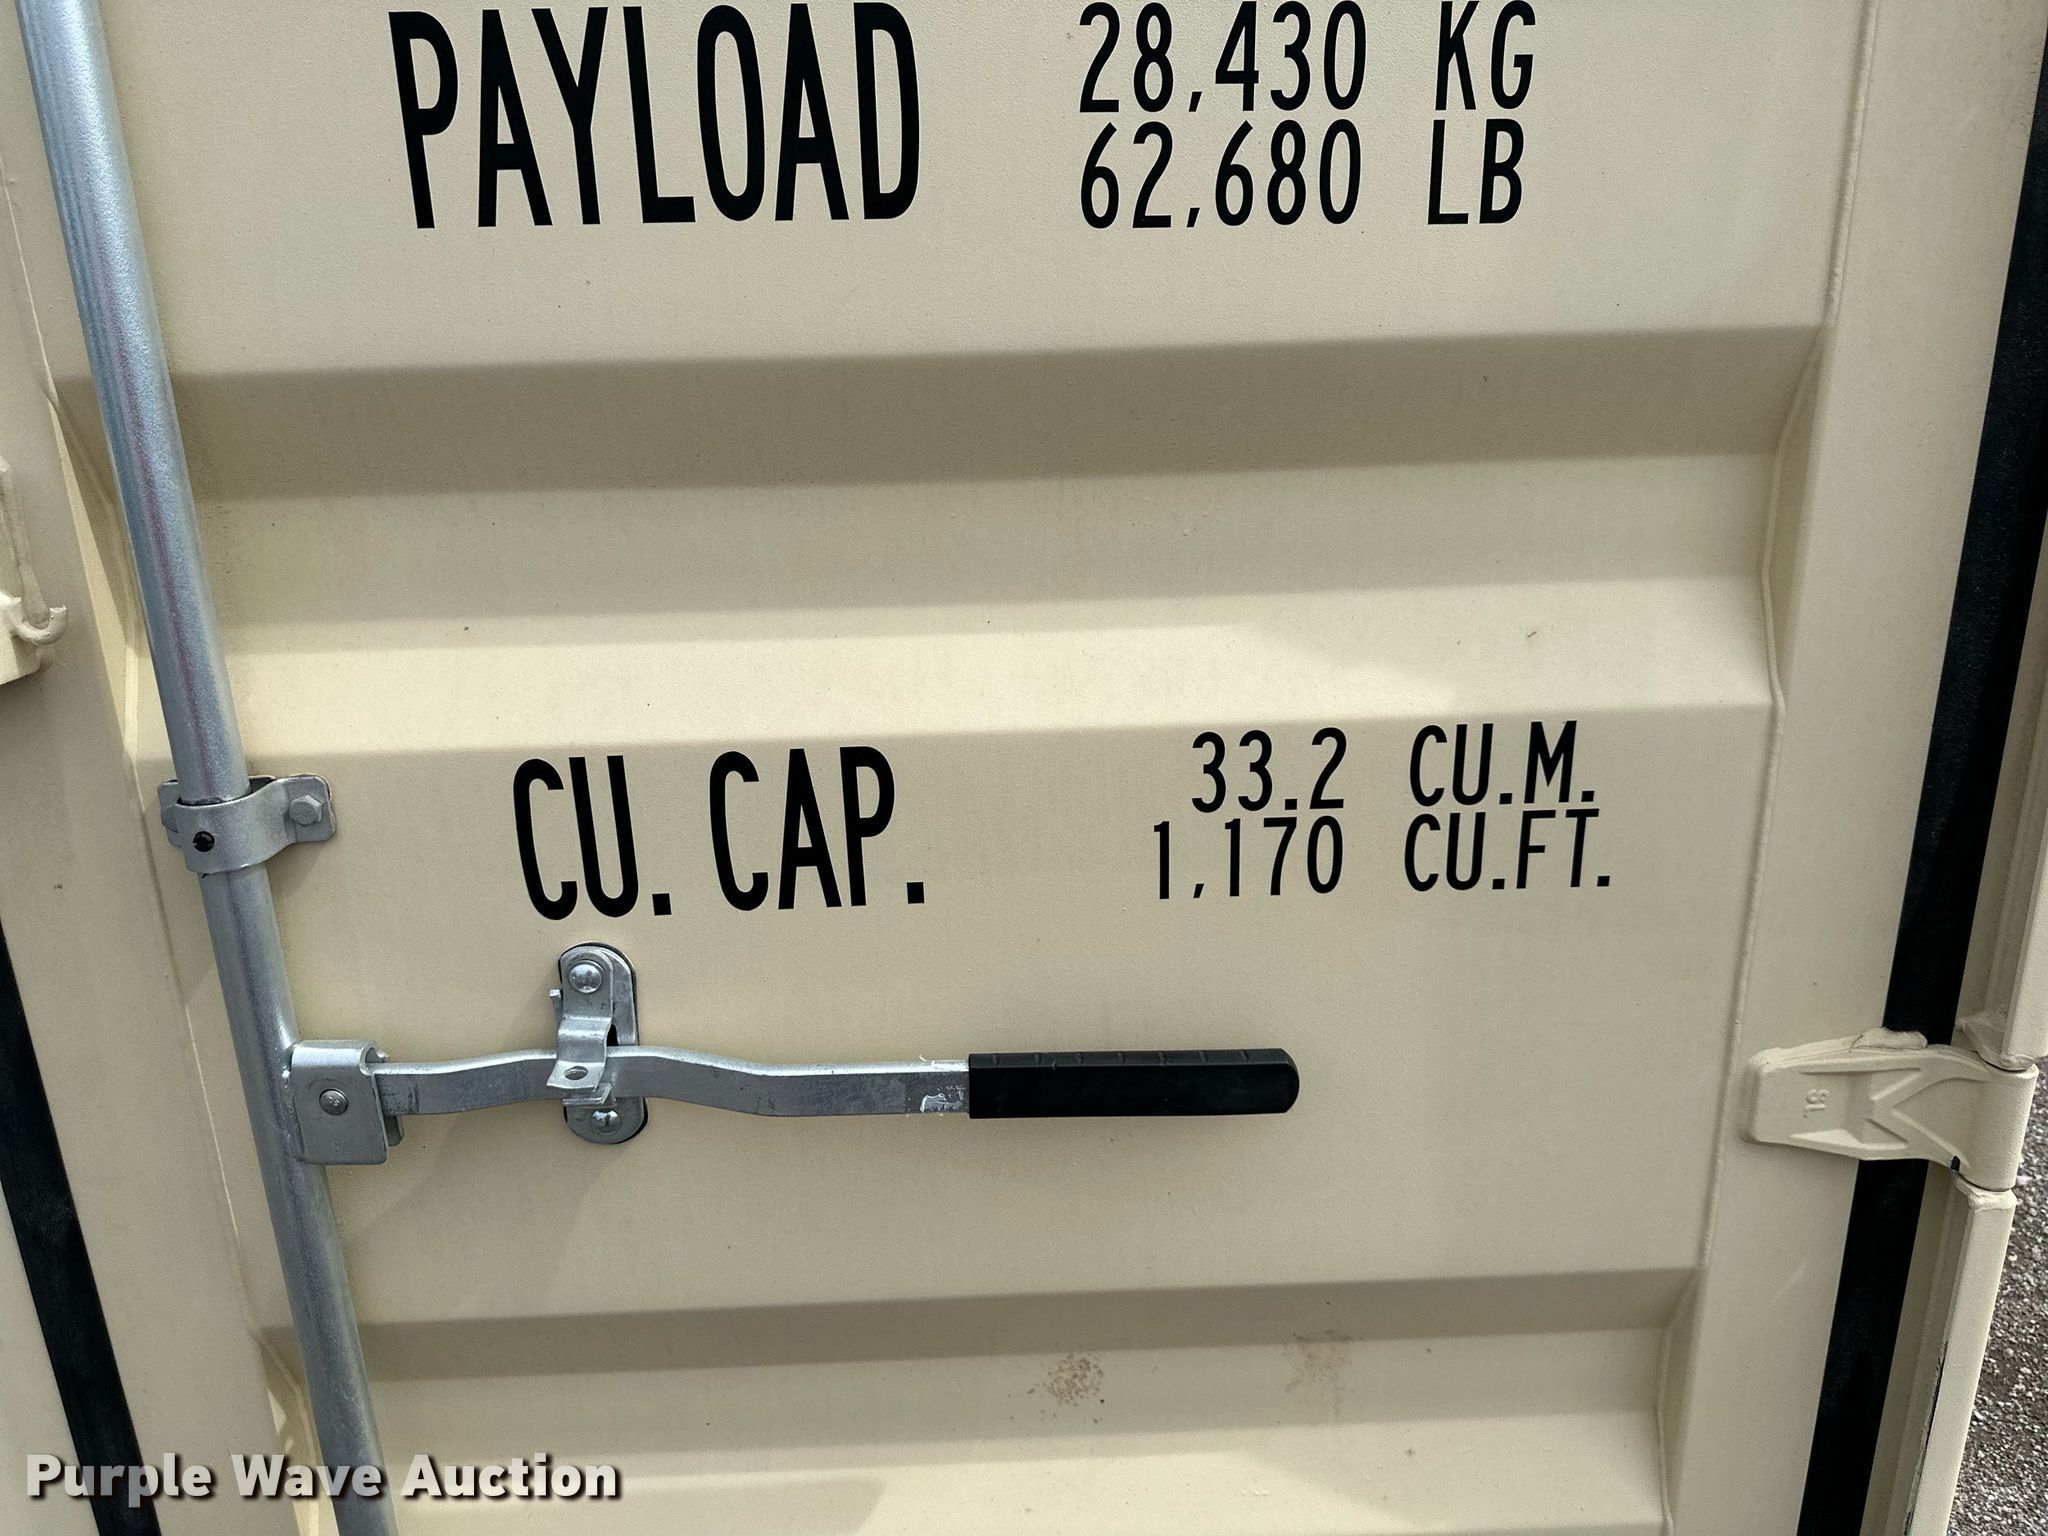 PAYLOAD 28,430 KG
62,680 LB
CU. CAP. 33.2 CU.M.
1,170 CU.FT.
Purple Wave Auction